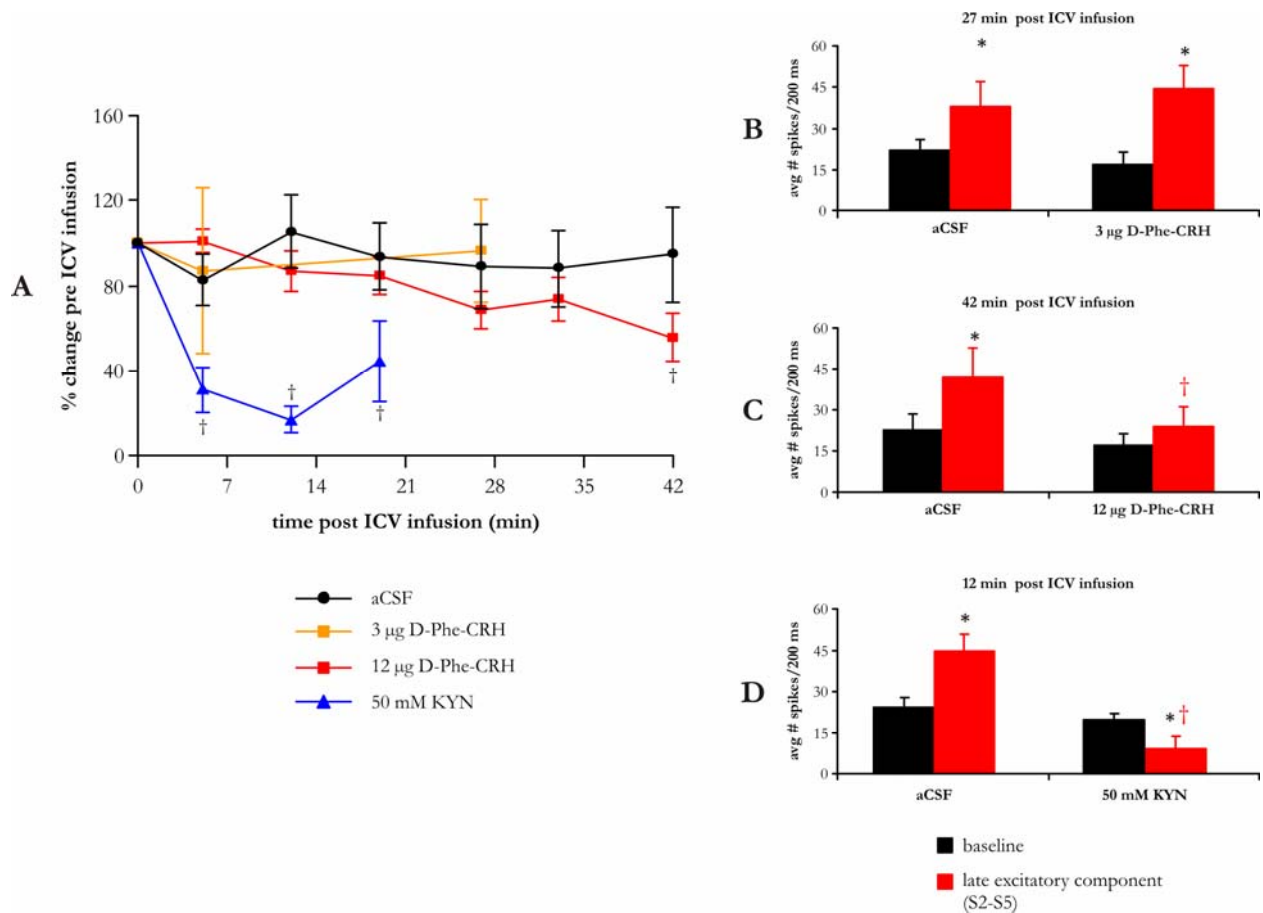 A
% change pre ICV infusion
160
120
80
40
0
†
†
†
†
0 7 14 21 28 35 42
time post ICV infusion (min)
aCSF
3 µg D-Phe-CRH
12 µg D-Phe-CRH
50 mM KYN
B
27 min post ICV infusion
avg # spikes/200 ms
60
45
30
15
0
* *
aCSF 3 µg D-Phe-CRH
C
42 min post ICV infusion
avg # spikes/200 ms
60
45
30
15
0
* †
aCSF 12 µg D-Phe-CRH
D
12 min post ICV infusion
avg # spikes/200 ms
60
45
30
15
0
* * †
aCSF 50 mM KYN
baseline
late excitatory component
(S2-S5)